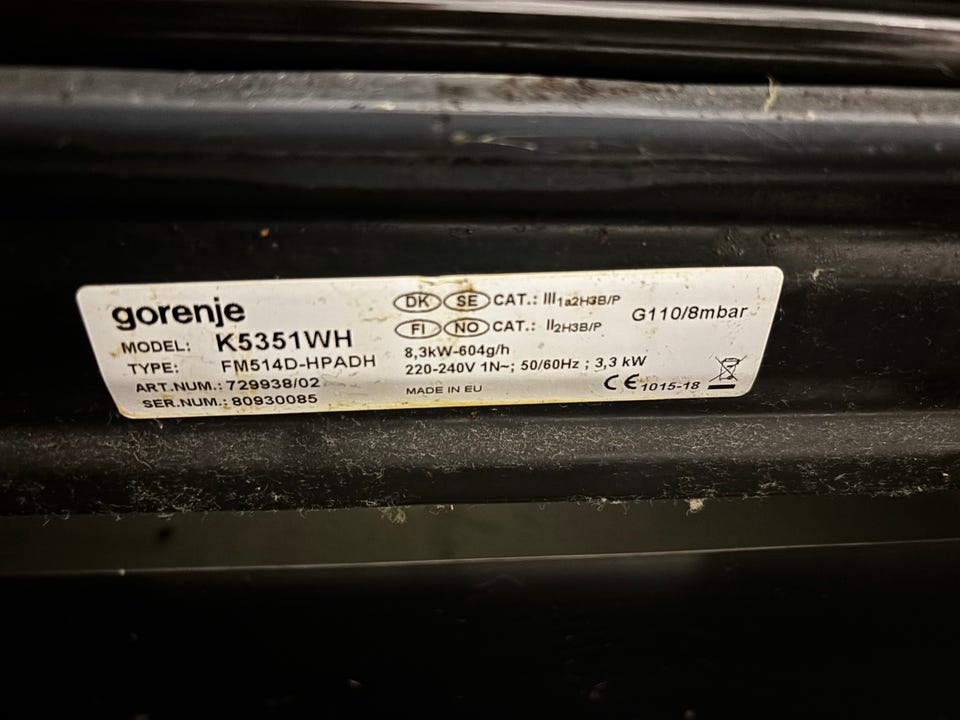 gorenje
MODEL: K5351WH
TYPE: FM514D-HPADH
ART.NUM.: 729938/02
SER.NUM.: 80930085
DK SE CAT.: III1a2H3B/P
FI NO CAT.: II2H3B/P
G110/8mbar
8,3kW-604g/h
220-240V 1N~; 50/60Hz ; 3,3 kW
MADE IN EU
CE 1015-18